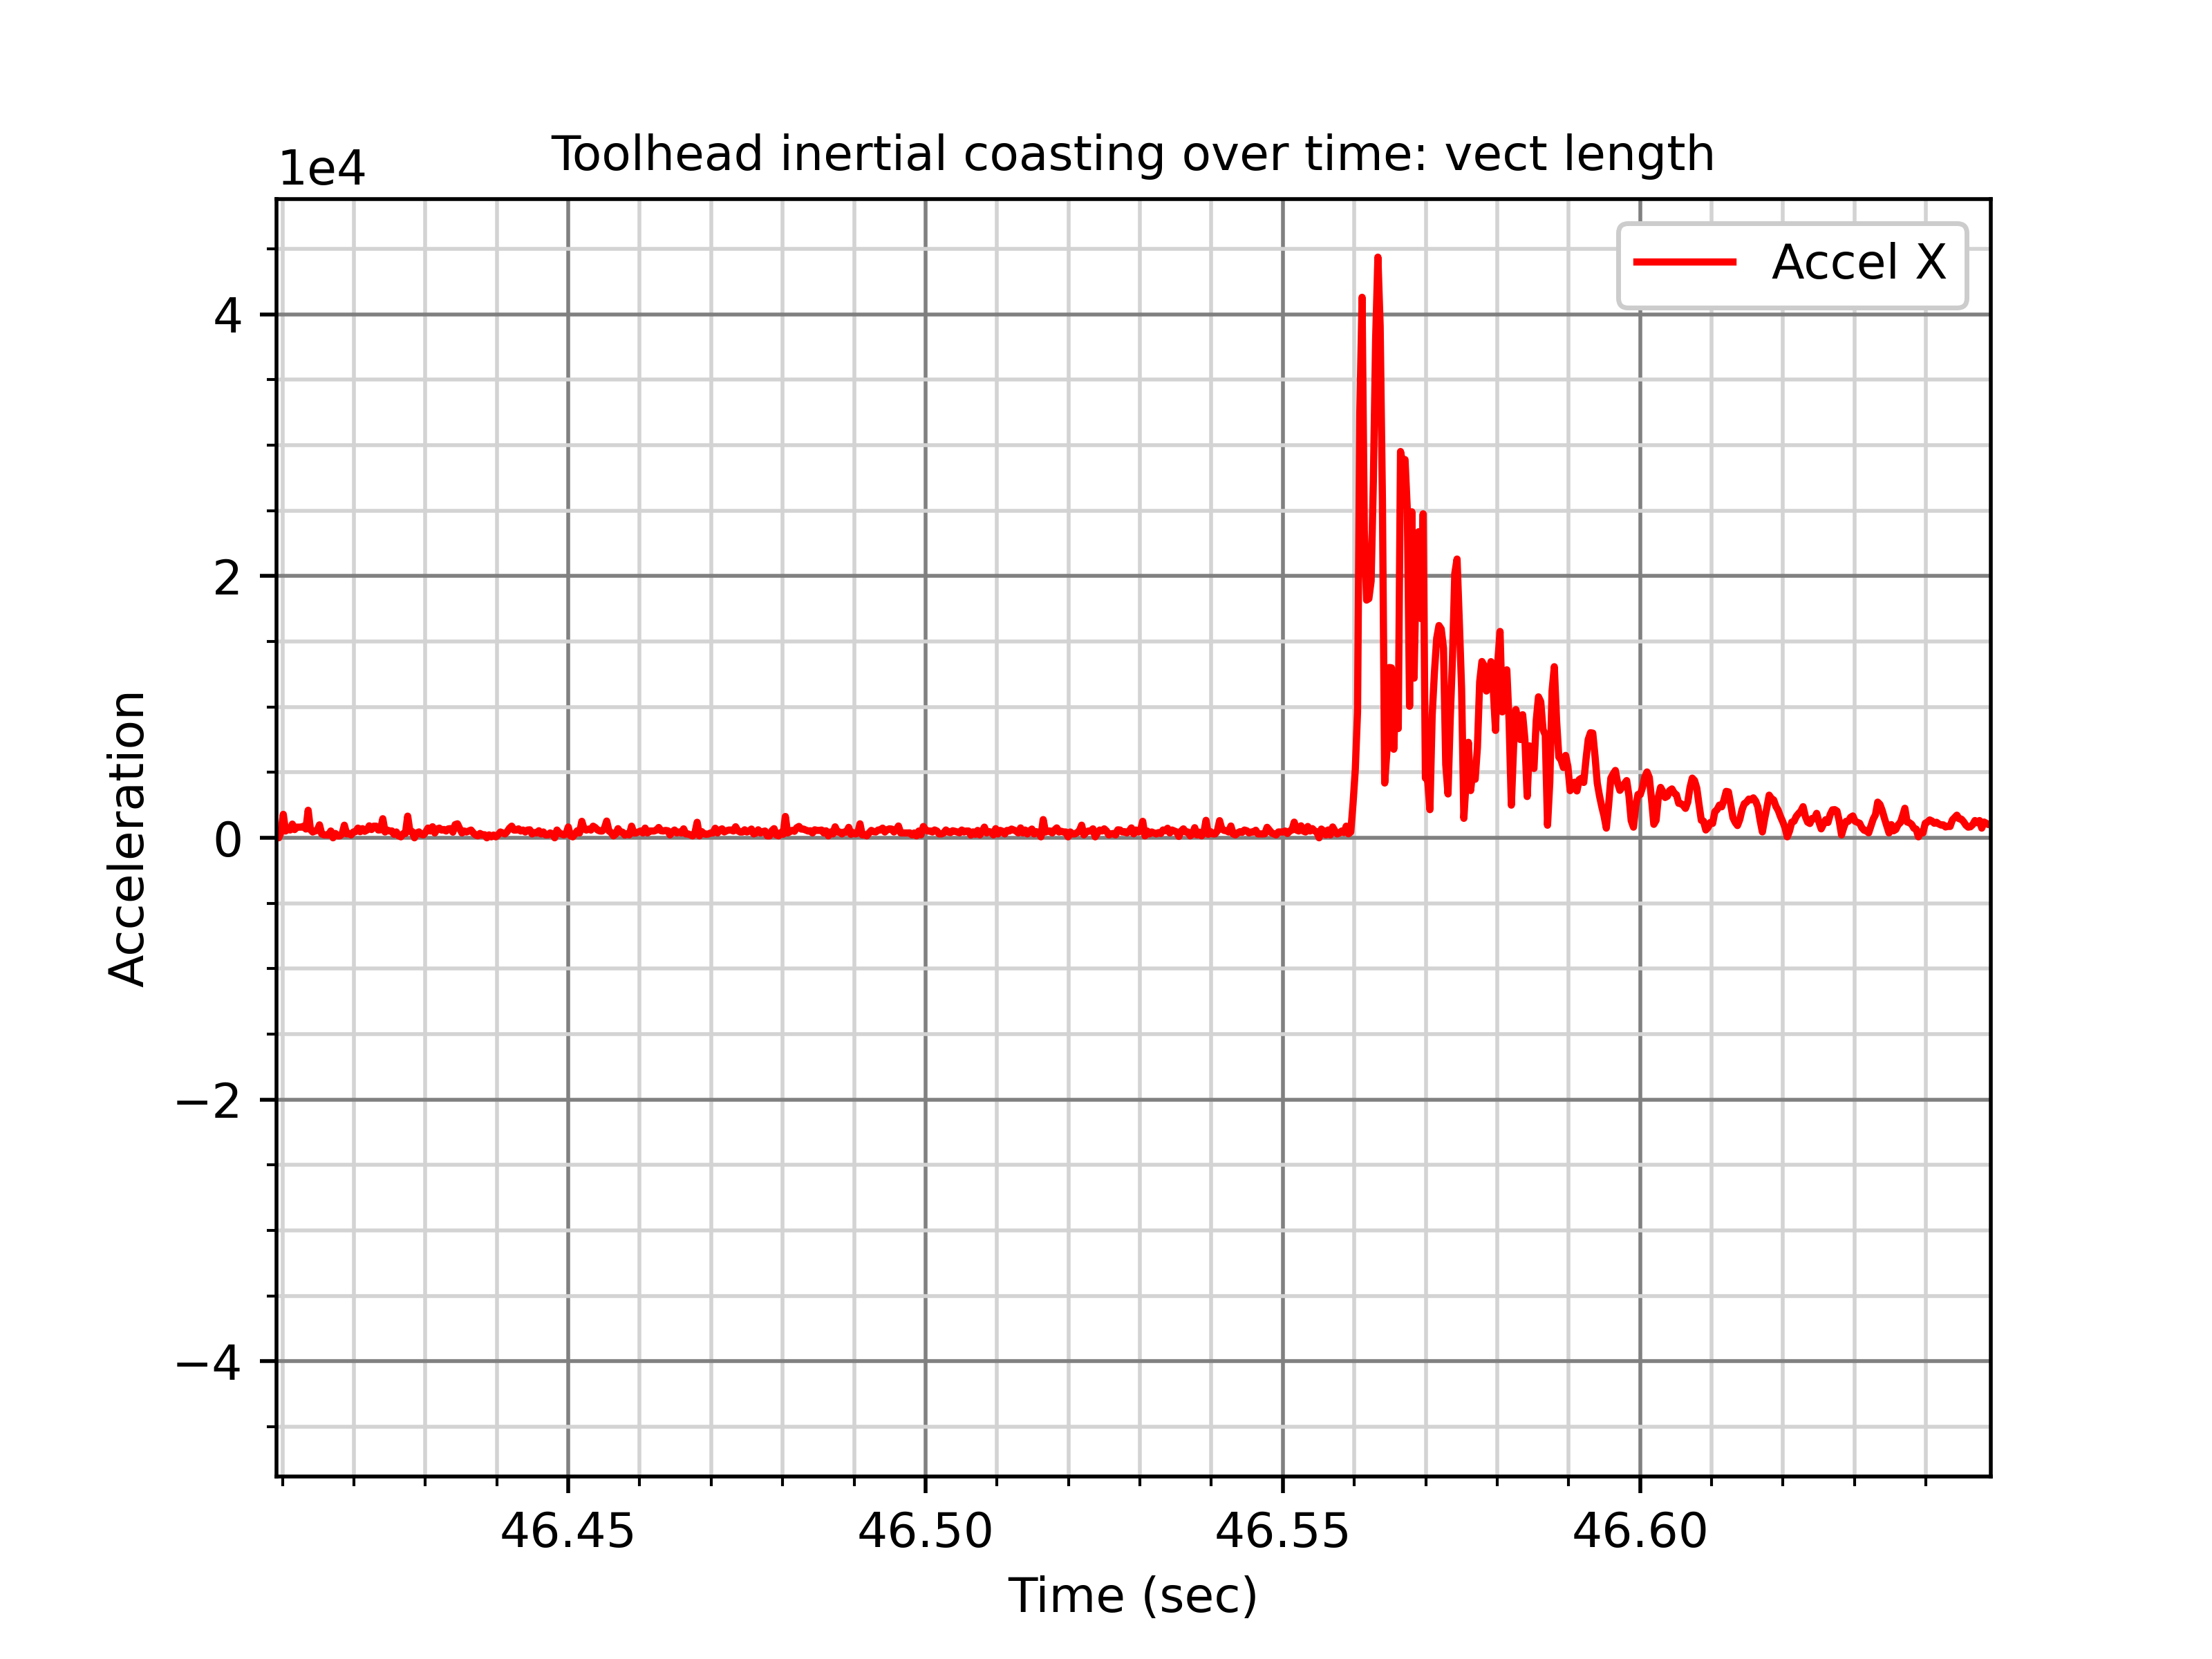 Toolhead inertial coasting over time: vect length
1e4
Accel X
4
2
0
−2
−4
Acceleration
46.45 46.50 46.55 46.60
Time (sec)